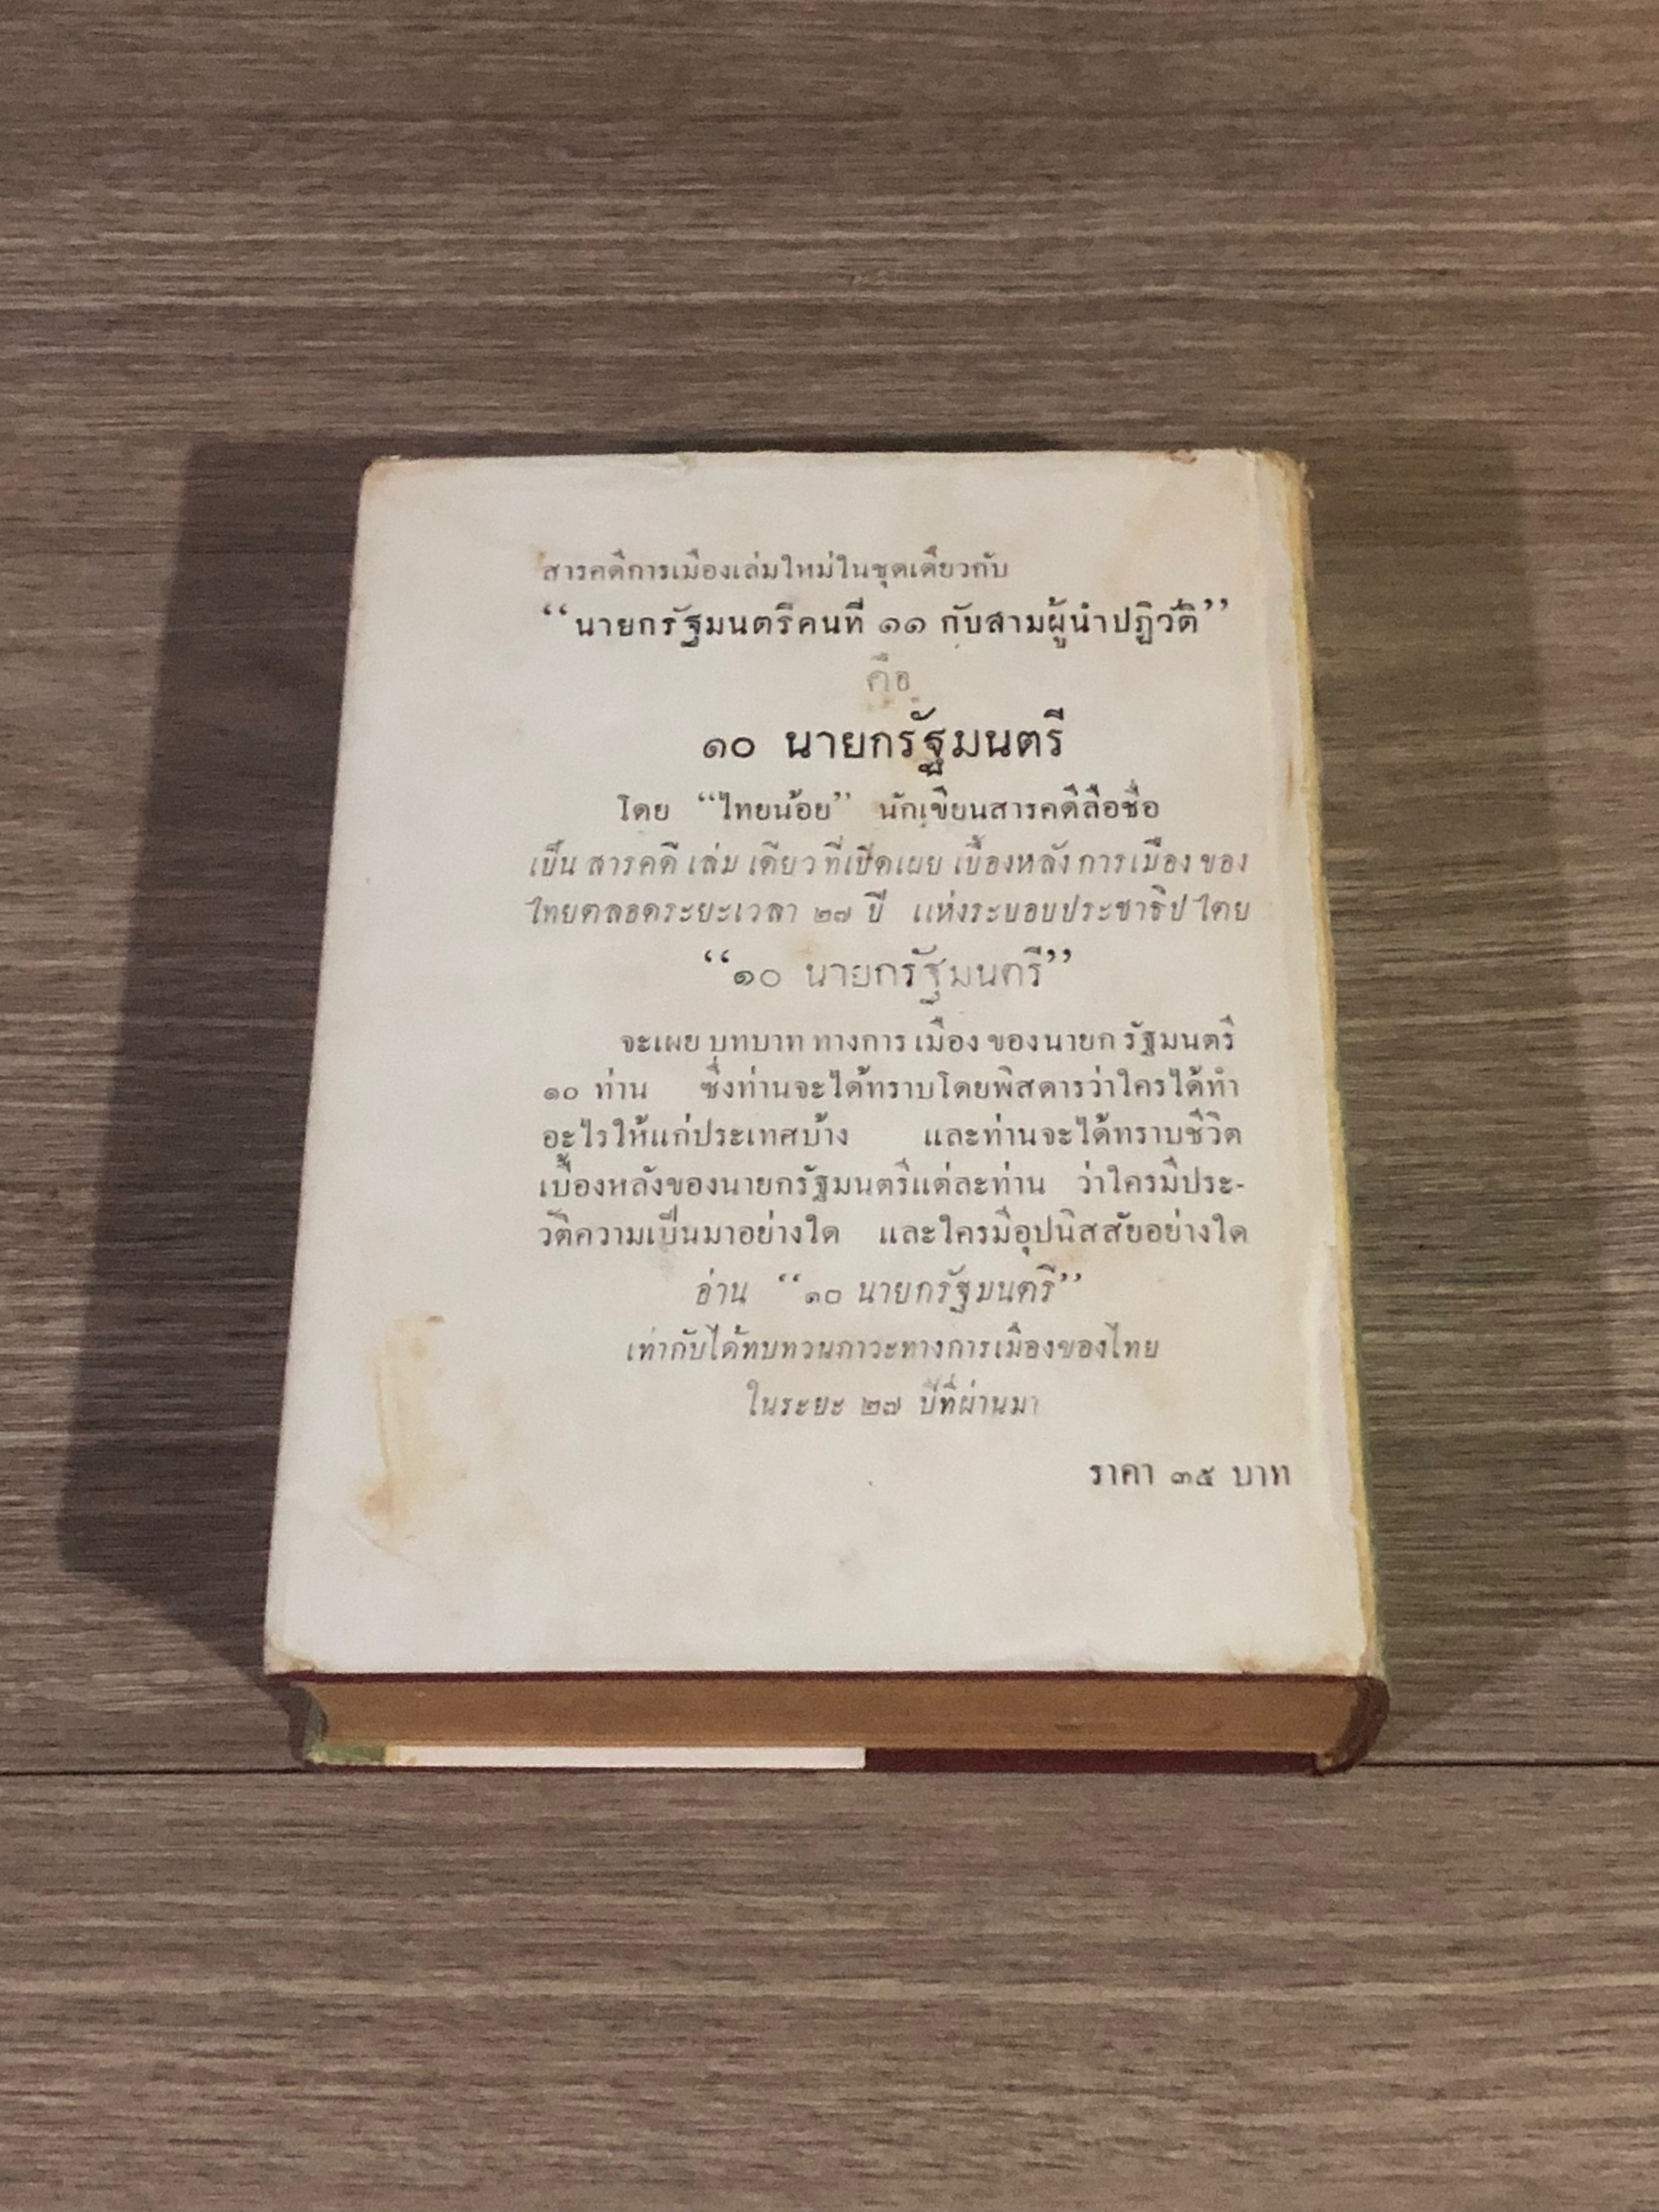 สารคดีการเมืองเล่มใหม่ในชุดเดียวกับ
“นายกรัฐมนตรีคนที่ ๑๑ กับสามผู้นำปฏิวัติ”
คือ
๑๐ นายกรัฐมนตรี
โดย “ไทยน้อย” นักเขียนสารคดีลือชื่อ
เป็น สารคดี เล่ม เดียว ที่เปิดเผย เบื้องหลัง การเมือง ของ
ไทยตลอดระยะเวลา ๒๗ ปี แห่งระบอบประชาธิปไตย
“๑๐ นายกรัฐมนตรี”
จะเผย บทบาท ทางการ เมือง ของนายก รัฐมนตรี
๑๐ ท่าน ซึ่งท่านจะได้ทราบโดยพิสดารว่าใครได้ทำ
อะไรให้แก่ประเทศบ้าง และท่านจะได้ทราบชีวิต
เบื้องหลังของนายกรัฐมนตรีแต่ละท่าน ว่าใครมีประ-
วัติความเป็นมาอย่างใด และใครมีอุปนิสสัยอย่างใด
อ่าน “๑๐ นายกรัฐมนตรี”
เท่ากับได้ทบทวนภาวะทางการเมืองของไทย
ในระยะ ๒๗ ปีที่ผ่านมา
ราคา ๓๕ บาท